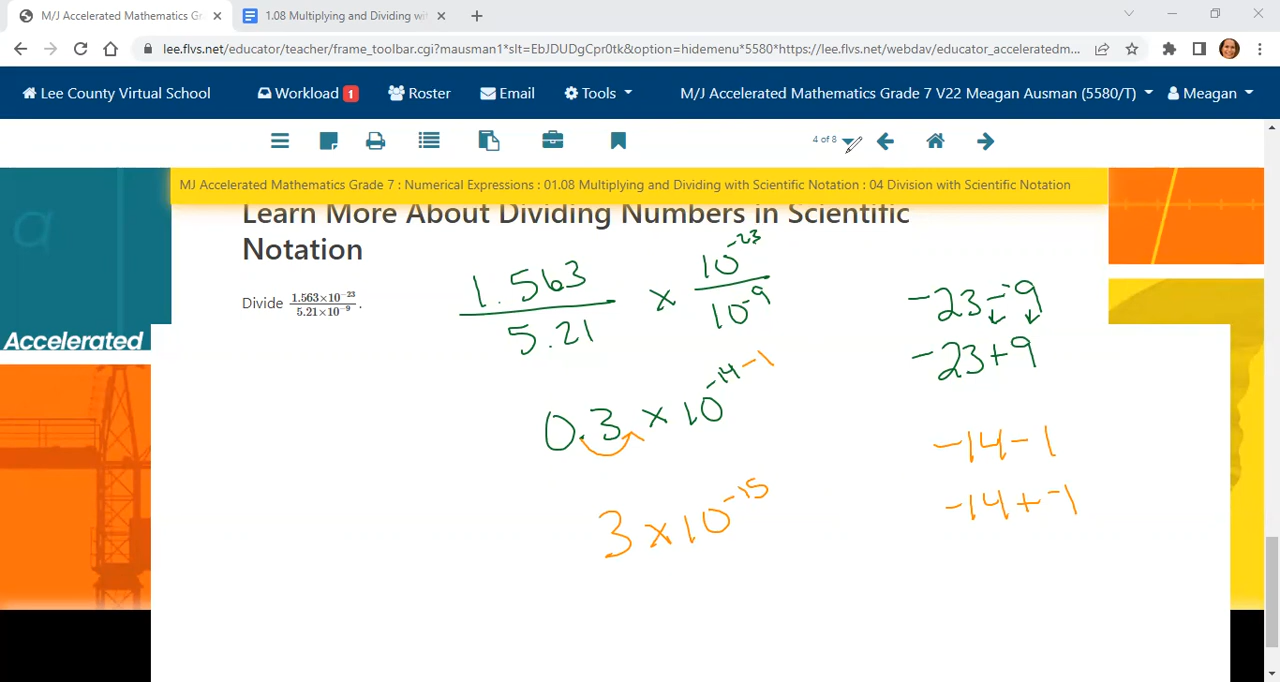 M/J Accelerated Mathematics Gr
1.08 Multiplying and Dividing wit
lee.flvs.net/educator/teacher/frame_toolbar.cgi?mausman1*slt=EbJDUDgCpr0tk&option=hidemenu*5580*https://lee.flvs.net/webdav/educator_acceleratedm...
Lee County Virtual School Workload 1 Roster Email Tools M/J Accelerated Mathematics Grade 7 V22 Meagan Ausman (5580/T) Meagan
4 of 8
MJ Accelerated Mathematics Grade 7 : Numerical Expressions : 01.08 Multiplying and Dividing with Scientific Notation : 04 Division with Scientific Notation
Learn More About Dividing Numbers in Scientific
Notation
Divide 1.563×10⁻²³ / 5.21×10⁻⁹.
1.563 / 5.21 × 10⁻²³ / 10⁻⁹
-23 - -9
-23 + 9
0.3 × 10⁻¹⁴⁻¹
-14 - 1
3 × 10⁻¹⁵
-14 + -1
a
Accelerated